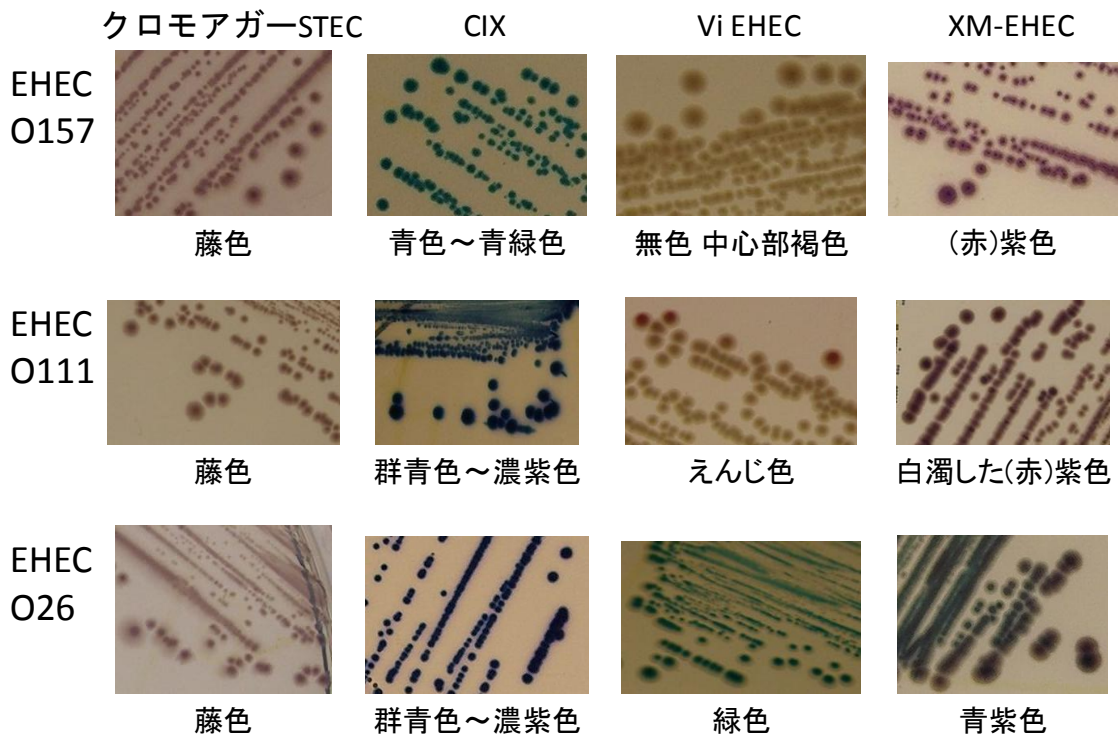 クロモアガーSTEC CIX Vi EHEC XM-EHEC
EHEC
O157
藤色 青色～青緑色 無色 中心部褐色 (赤)紫色
EHEC
O111
藤色 群青色～濃紫色 えんじ色 白濁した(赤)紫色
EHEC
O26
藤色 群青色～濃紫色 緑色 青紫色